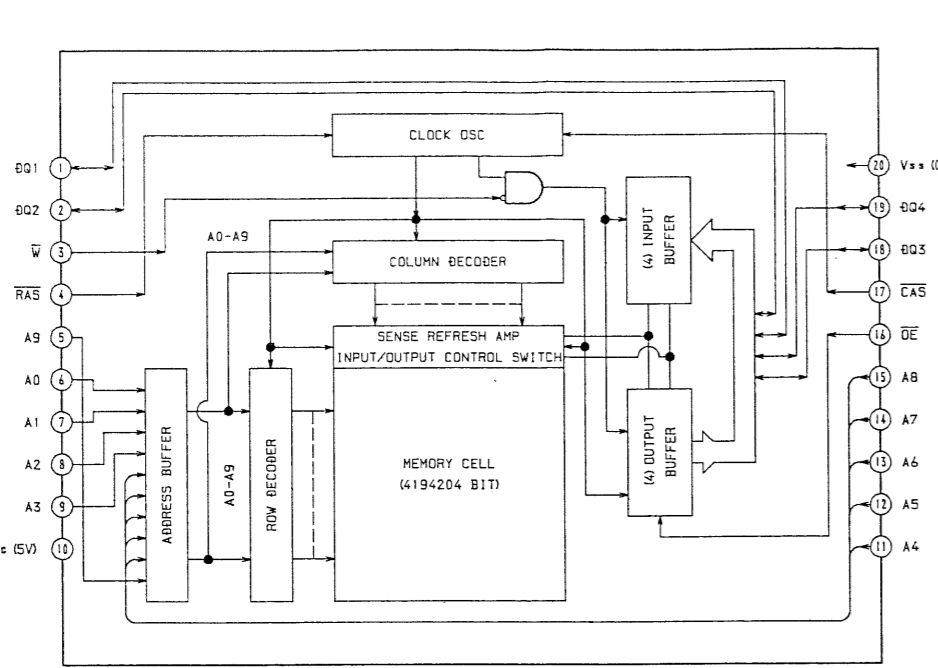 CLOCK OSC
DQ1 1
DQ2 2
W 3
RAS 4
A9 5
A0 6
A1 7
A2 8
A3 9
c (5V) 10
A0-A9
COLUMN DECODER
SENSE REFRESH AMP
INPUT/OUTPUT CONTROL SWITCH
MEMORY CELL
(4194204 BIT)
ADDRESS BUFFER
A0-A9
ROW DECODER
(4) INPUT
BUFFER
(4) OUTPUT
BUFFER
20 Vss (0
19 DQ4
18 DQ3
17 CAS
16 OE
15 A8
14 A7
13 A6
12 A5
11 A4